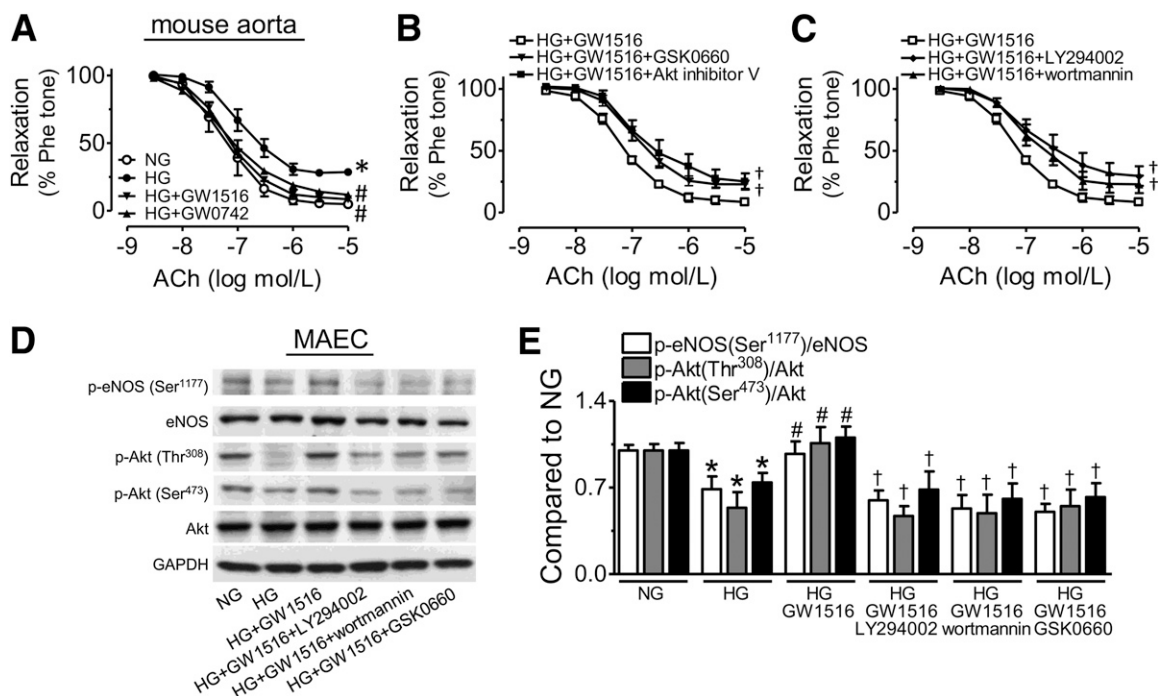 A
mouse aorta
Relaxation
(% Phe tone)
100
50
0
NG
HG
HG+GW1516
HG+GW0742
*
#
#
-9 -8 -7 -6 -5
ACh (log mol/L)
B
HG+GW1516
HG+GW1516+GSK0660
HG+GW1516+Akt inhibitor V
Relaxation
(% Phe tone)
100
50
0
†
†
-9 -8 -7 -6 -5
ACh (log mol/L)
C
HG+GW1516
HG+GW1516+LY294002
HG+GW1516+wortmannin
Relaxation
(% Phe tone)
100
50
0
†
†
-9 -8 -7 -6 -5
ACh (log mol/L)
D
MAEC
p-eNOS (Ser1177)
eNOS
p-Akt (Thr308)
p-Akt (Ser473)
Akt
GAPDH
NG
HG
HG+GW1516
HG+GW1516+LY294002
HG+GW1516+wortmannin
HG+GW1516+GSK0660
E
p-eNOS(Ser1177)/eNOS
p-Akt(Thr308)/Akt
p-Akt(Ser473)/Akt
Compared to NG
1.4
0.7
0.0
* * *
# # #
† † †
† † †
† † †
NG HG HG HG HG HG
GW1516 GW1516 GW1516 GW1516
LY294002 wortmannin GSK0660